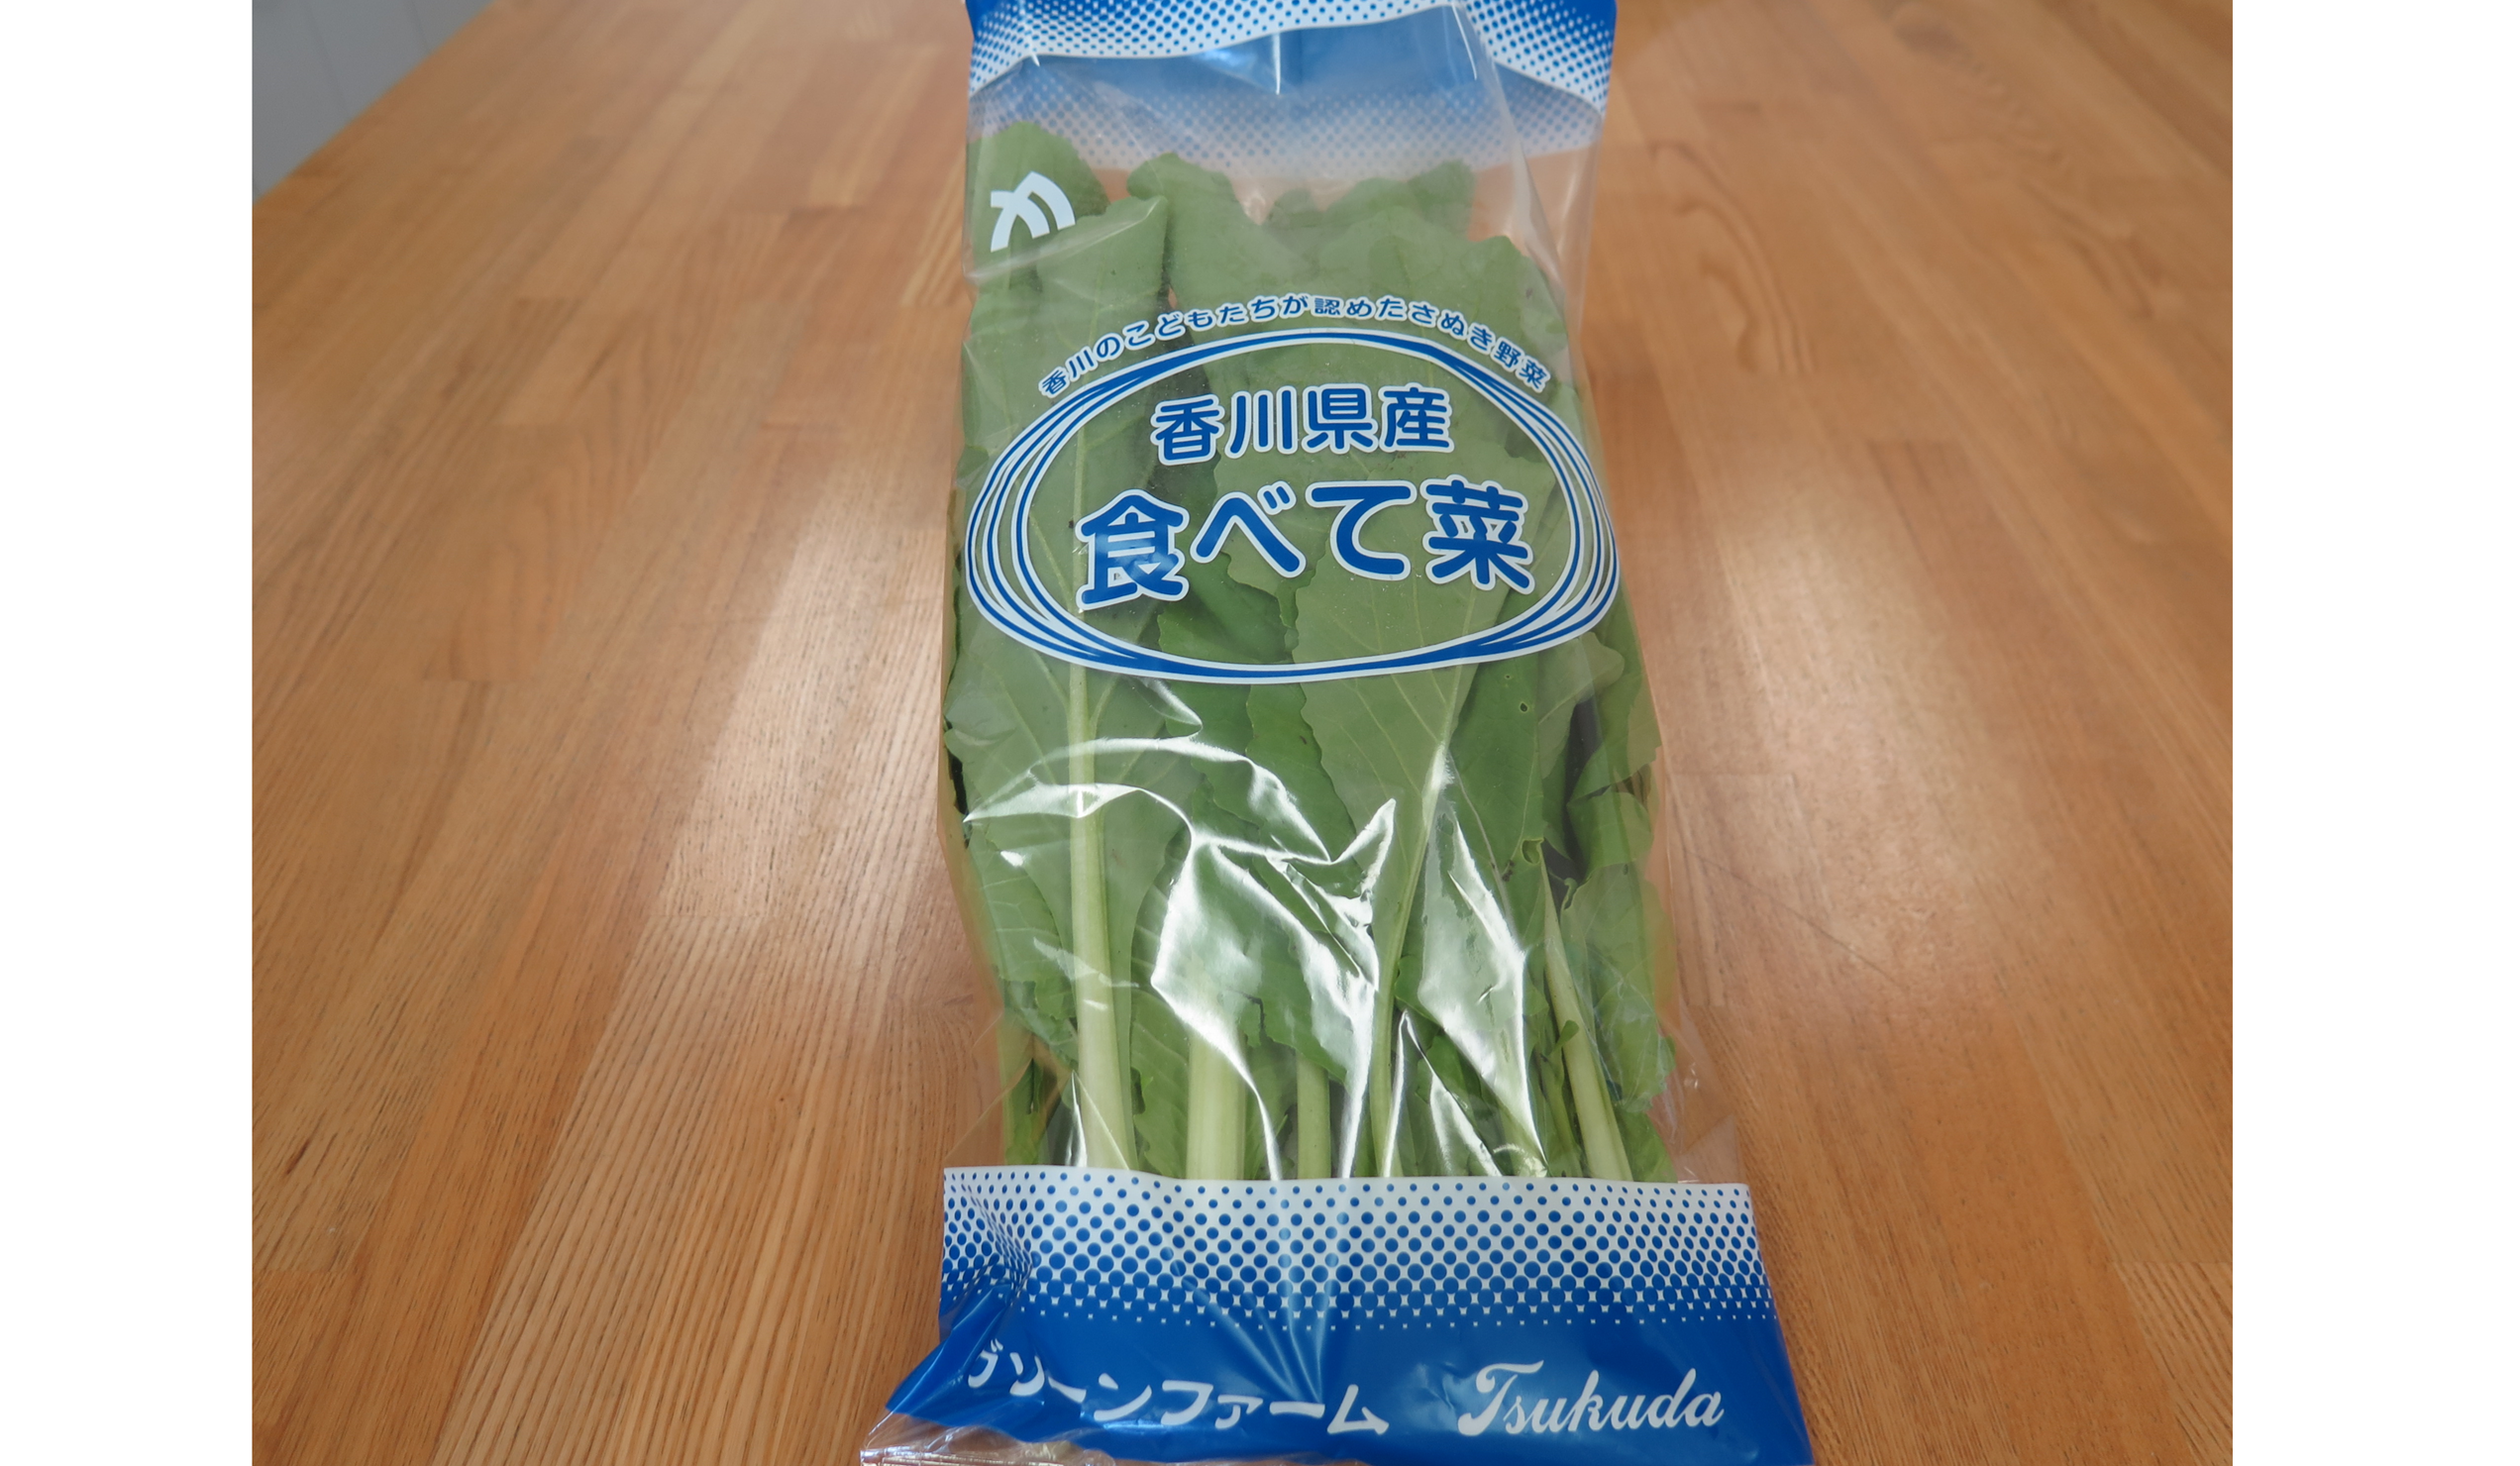 香川のこどもたちが認めたさぬき野菜
香川県産
食べて菜
グリーンファーム Tsukuda